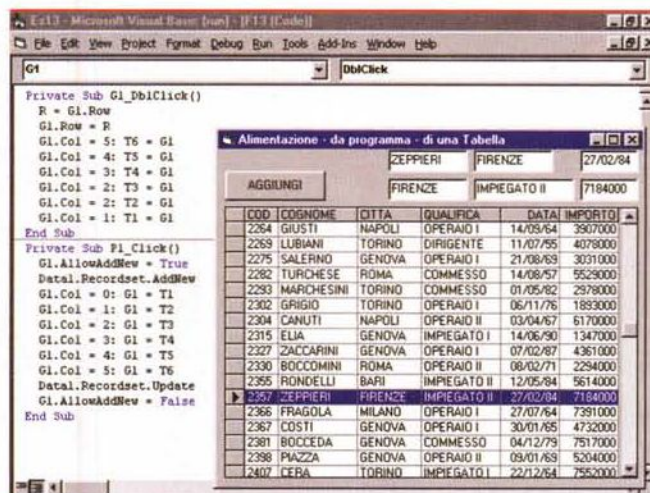 Es13 - Microsoft Visual Basic [run] - [F13 (Code)]
File Edit View Project Format Debug Run Tools Add-Ins Window Help
G1 DblClick
Private Sub G1_DblClick()
R = G1.Row
G1.Row = R
G1.Col = 5: T6 = G1
G1.Col = 4: T5 = G1
G1.Col = 3: T4 = G1
G1.Col = 2: T3 = G1
G1.Col = 2: T2 = G1
G1.Col = 1: T1 = G1
End Sub
Private Sub P1_Click()
G1.AllowAddNew = True
Data1.Recordset.AddNew
G1.Col = 0: G1 = T1
G1.Col = 1: G1 = T2
G1.Col = 2: G1 = T3
G1.Col = 3: G1 = T4
G1.Col = 4: G1 = T5
G1.Col = 5: G1 = T6
Data1.Recordset.Update
G1.AllowAddNew = False
End Sub
Alimentazione - da programma - di una Tabella
ZEPPIERI FIRENZE 27/02/84
AGGIUNGI FIRENZE IMPIEGATO II 7184000
COD COGNOME CITTA QUALIFICA DATA IMPORTO
2264 GIUSTI NAPOLI OPERAIO I 14/09/64 3907000
2269 LUBIANI TORINO DIRIGENTE 11/07/55 4078000
2275 SALERNO GENOVA OPERAIO I 21/08/69 3031000
2282 TURCHESE ROMA COMMESSO 14/08/57 5529000
2293 MARCHESINI TORINO COMMESSO 01/05/82 2978000
2302 GRIGIO TORINO OPERAIO I 06/11/76 1893000
2304 CANUTI NAPOLI OPERAIO II 03/04/67 6170000
2315 ELIA GENOVA IMPIEGATO I 14/06/90 1347000
2327 ZACCARINI GENOVA OPERAIO I 07/02/87 4361000
2330 BOCCOMINI ROMA OPERAIO II 08/02/71 2294000
2355 RONDELLI BARI IMPIEGATO II 12/05/84 5614000
2357 ZEPPIERI FIRENZE IMPIEGATO II 27/02/84 7184000
2366 FRAGOLA MILANO OPERAIO I 27/07/64 7391000
2367 COSTI GENOVA OPERAIO I 30/01/65 4732000
2381 BOCCEDA GENOVA COMMESSO 04/12/79 7517000
2398 PIAZZA GENOVA OPERAIO II 09/01/69 5204000
2407 CERA TORINO IMPIEGATO I 22/12/64 7552000